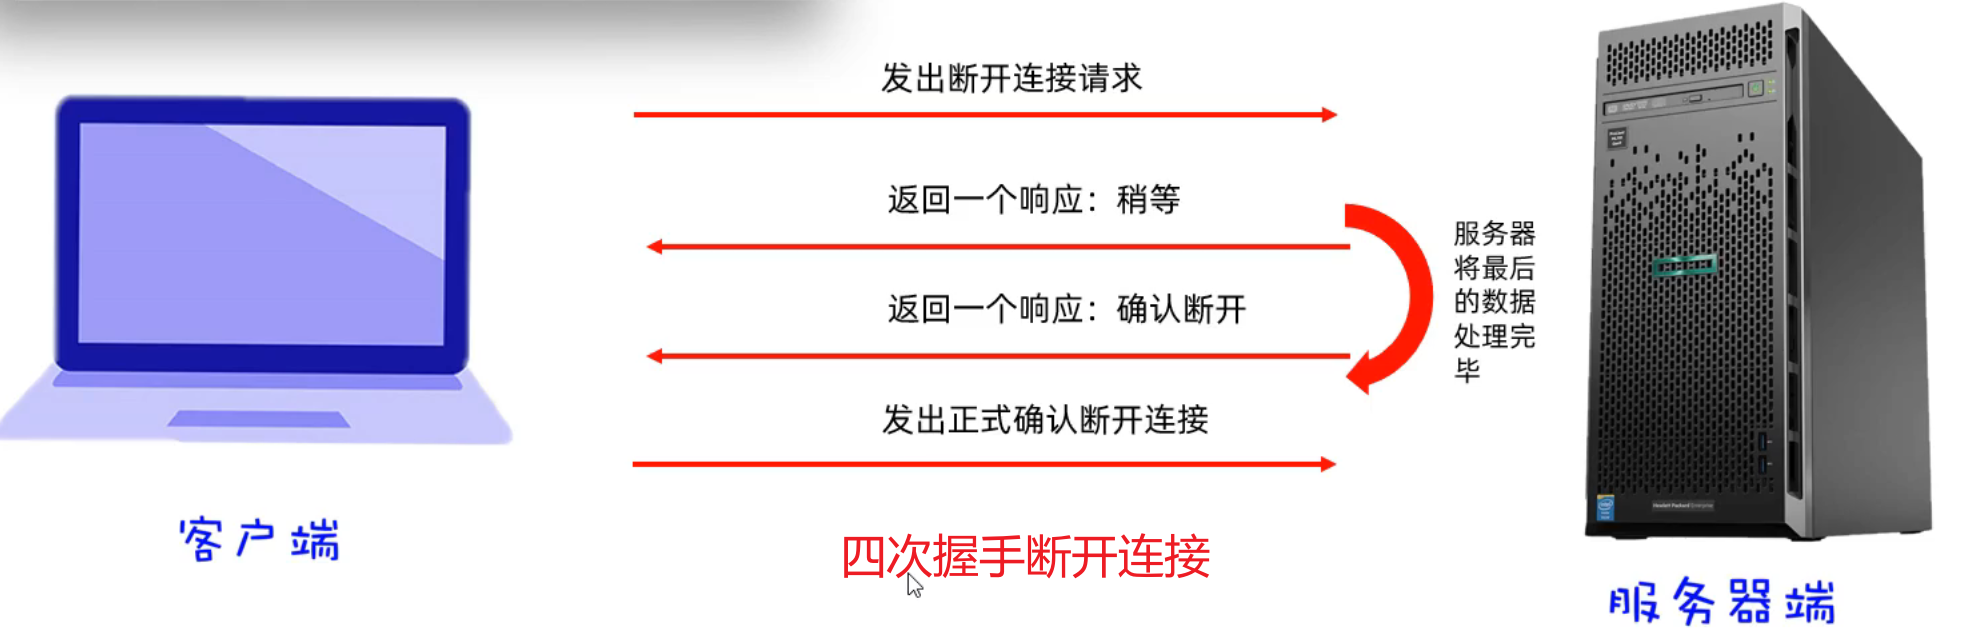 发出断开连接请求
返回一个响应：稍等
服务器
将最后
的数据
处理完
毕
返回一个响应：确认断开
发出正式确认断开连接
客户端
四次握手断开连接
服务器端
Hewlett Packard Enterprise